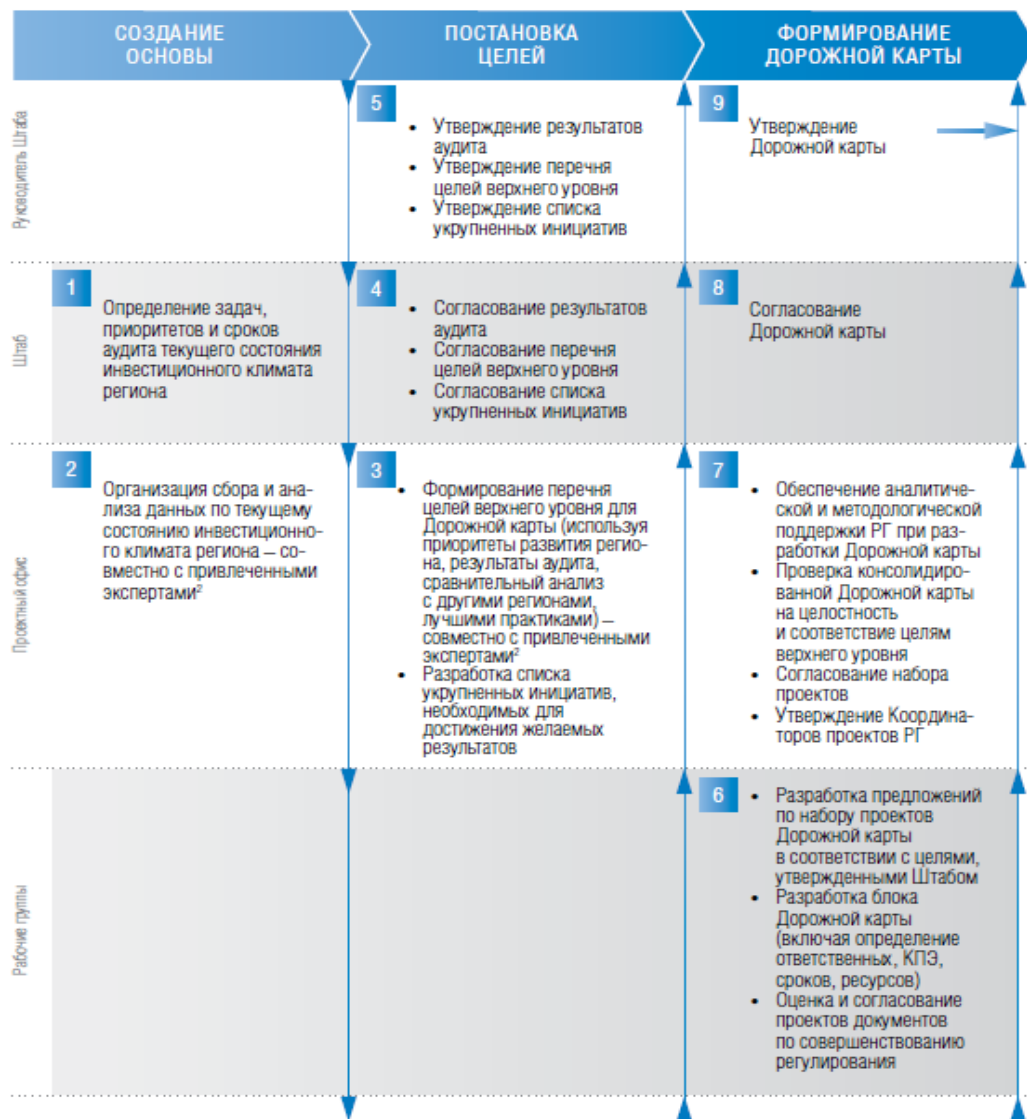 СОЗДАНИЕ
ОСНОВЫ
ПОСТАНОВКА
ЦЕЛЕЙ
ФОРМИРОВАНИЕ
ДОРОЖНОЙ КАРТЫ
Руководитель Штаба
5
• Утверждение результатов
аудита
• Утверждение перечня
целей верхнего уровня
• Утверждение списка
укрупненных инициатив
9
Утверждение
Дорожной карты
Штаб
1
Определение задач,
приоритетов и сроков
аудита текущего состояния
инвестиционного климата
региона
4
• Согласование результатов
аудита
• Согласование перечня
целей верхнего уровня
• Согласование списка
укрупненных инициатив
8
Согласование
Дорожной карты
Проектный офис
2
Организация сбора и ана-
лиза данных по текущему
состоянию инвестиционно-
го климата региона – со-
вместно с привлеченными
экспертами²
3
• Формирование перечня
целей верхнего уровня для
Дорожной карты (используя
приоритеты развития регио-
на, результаты аудита,
сравнительный анализ
с другими регионами,
лучшими практиками) –
совместно с привлеченными
экспертами²
• Разработка списка
укрупненных инициатив,
необходимых для
достижения желаемых
результатов
7
• Обеспечение аналитиче-
ской и методологической
поддержки РГ при раз-
работки Дорожной карты
• Проверка консолидиро-
ванной Дорожной карты
на целостность
и соответствие целям
верхнего уровня
• Согласование набора
проектов
• Утверждение Координа-
торов проектов РГ
Рабочие группы
6
• Разработка предложений
по набору проектов
Дорожной карты
в соответствии с целями,
утвержденными Штабом
• Разработка блока
Дорожной карты
(включая определение
ответственных, КПЭ,
сроков, ресурсов)
• Оценка и согласование
проектов документов
по совершенствованию
регулирования